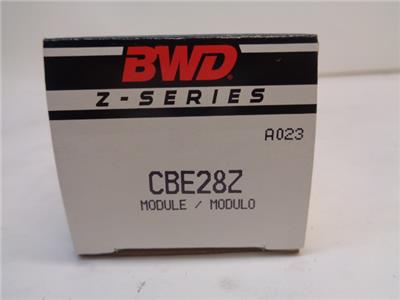 BWD®
Z-SERIES
A023
CBE28Z
MODULE / MODULO